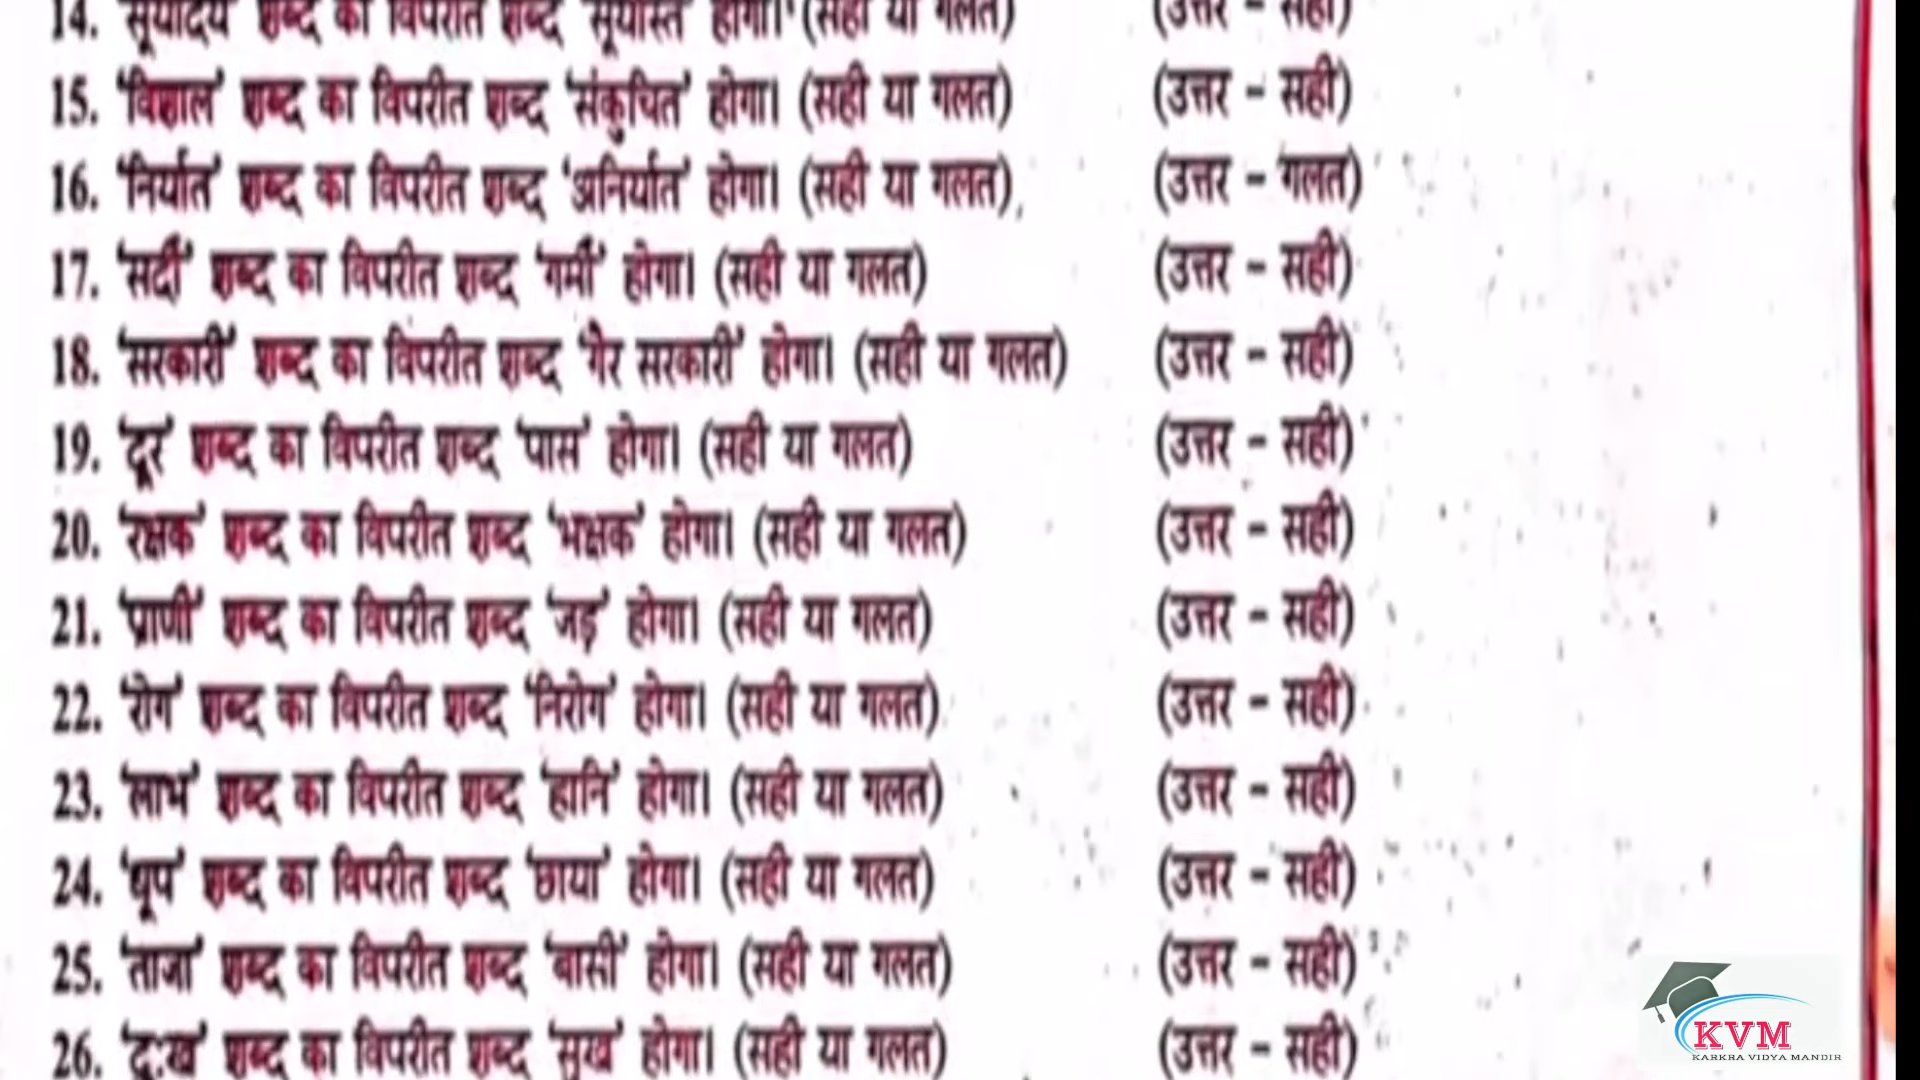 14. 'सूर्योदय' शब्द का विपरीत शब्द 'सूर्यास्त' होगा। (सही या गलत) (उत्तर - सही)
15. 'विशाल' शब्द का विपरीत शब्द 'संकुचित' होगा। (सही या गलत) (उत्तर - सही)
16. 'निर्यात' शब्द का विपरीत शब्द 'अनिर्यात' होगा। (सही या गलत) (उत्तर - गलत)
17. 'सर्दी' शब्द का विपरीत शब्द 'गर्मी' होगा। (सही या गलत) (उत्तर - सही)
18. 'सरकारी' शब्द का विपरीत शब्द 'गैर सरकारी' होगा। (सही या गलत) (उत्तर - सही)
19. 'दूर' शब्द का विपरीत शब्द 'पास' होगा। (सही या गलत) (उत्तर - सही)
20. 'रक्षक' शब्द का विपरीत शब्द 'भक्षक' होगा। (सही या गलत) (उत्तर - सही)
21. 'प्राणी' शब्द का विपरीत शब्द 'जड़' होगा। (सही या गलत) (उत्तर - सही)
22. 'रोग' शब्द का विपरीत शब्द 'निरोग' होगा। (सही या गलत) (उत्तर - सही)
23. 'लाभ' शब्द का विपरीत शब्द 'हानि' होगा। (सही या गलत) (उत्तर - सही)
24. 'धूप' शब्द का विपरीत शब्द 'छाया' होगा। (सही या गलत) (उत्तर - सही)
25. 'ताजा' शब्द का विपरीत शब्द 'बासी' होगा। (सही या गलत) (उत्तर - सही)
26. 'दुःख' शब्द का विपरीत शब्द 'सुख' होगा। (सही या गलत) (उत्तर - सही)
KVM
KARKRA VIDYA MANDIR